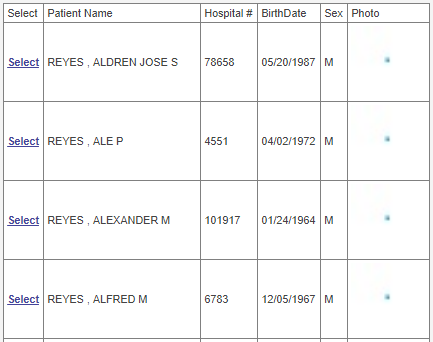 Select Patient Name Hospital # BirthDate Sex Photo
Select REYES , ALDREN JOSE S 78658 05/20/1987 M
Select REYES , ALE P 4551 04/02/1972 M
Select REYES , ALEXANDER M 101917 01/24/1964 M
Select REYES , ALFRED M 6783 12/05/1967 M